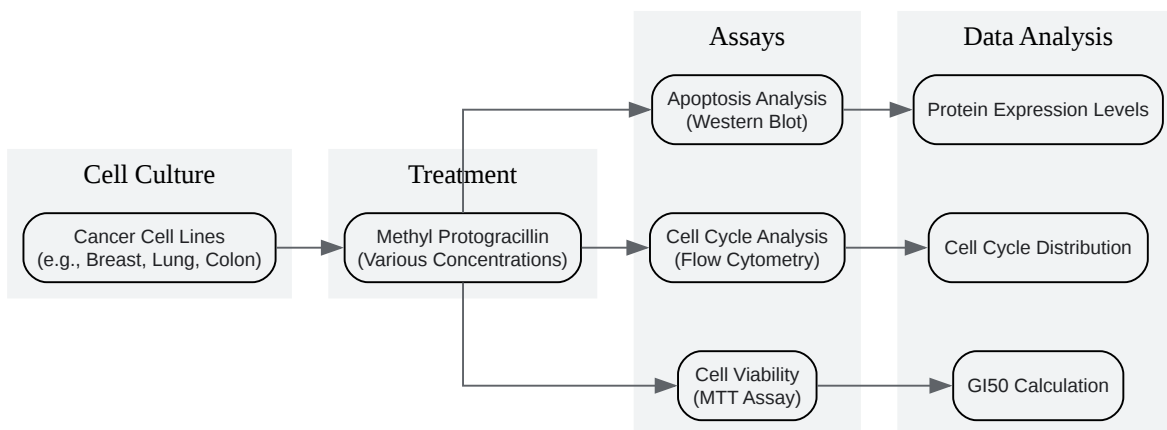 Cell Culture
Cancer Cell Lines
(e.g., Breast, Lung, Colon)
Treatment
Methyl Protogracillin
(Various Concentrations)
Assays
Apoptosis Analysis
(Western Blot)
Cell Cycle Analysis
(Flow Cytometry)
Cell Viability
(MTT Assay)
Data Analysis
Protein Expression Levels
Cell Cycle Distribution
GI50 Calculation